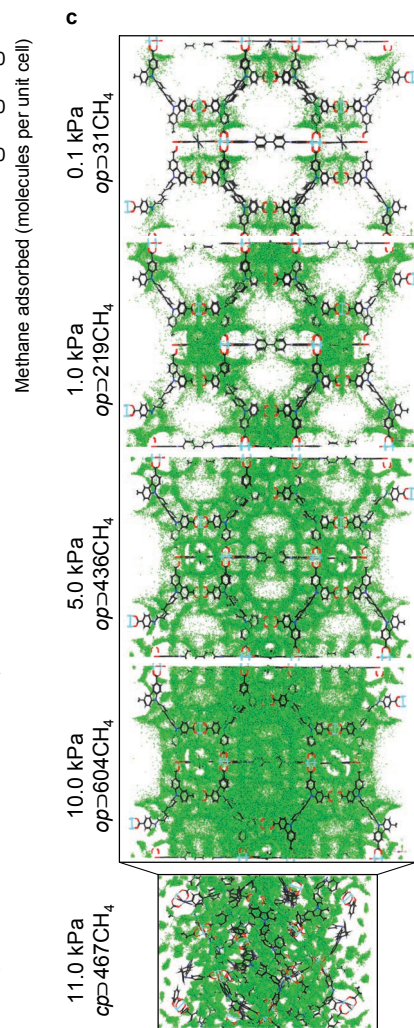 c
Methane adsorbed (molecules per unit cell)
0.1 kPa
op⊃31CH₄
1.0 kPa
op⊃219CH₄
5.0 kPa
op⊃436CH₄
10.0 kPa
op⊃604CH₄
11.0 kPa
cp⊃467CH₄